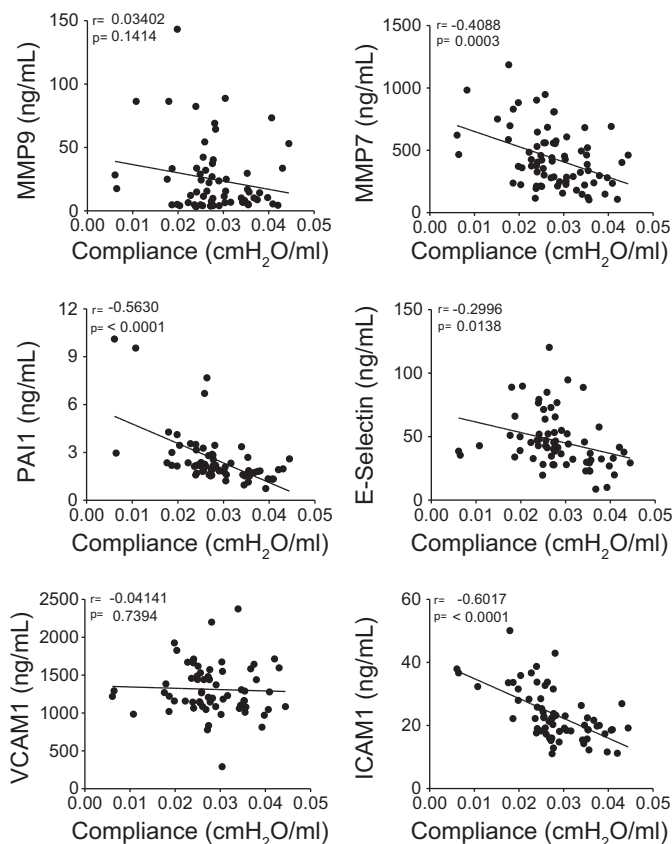 r= 0.03402
p= 0.1414
MMP9 (ng/mL)
150
100
50
0
0.00 0.01 0.02 0.03 0.04 0.05
Compliance (cmH2O/ml)
r= -0.4088
p= 0.0003
MMP7 (ng/mL)
1500
1000
500
0
0.00 0.01 0.02 0.03 0.04 0.05
Compliance (cmH2O/ml)
r= -0.5630
p= < 0.0001
PAI1 (ng/mL)
12
9
6
3
0
0.00 0.01 0.02 0.03 0.04 0.05
Compliance (cmH2O/ml)
r= -0.2996
p= 0.0138
E-Selectin (ng/mL)
150
100
50
0
0.00 0.01 0.02 0.03 0.04 0.05
Compliance (cmH2O/ml)
r= -0.04141
p= 0.7394
VCAM1 (ng/mL)
2500
2000
1500
1000
500
0
0.00 0.01 0.02 0.03 0.04 0.05
Compliance (cmH2O/ml)
r= -0.6017
p= < 0.0001
ICAM1 (ng/mL)
60
40
20
0
0.00 0.01 0.02 0.03 0.04 0.05
Compliance (cmH2O/ml)